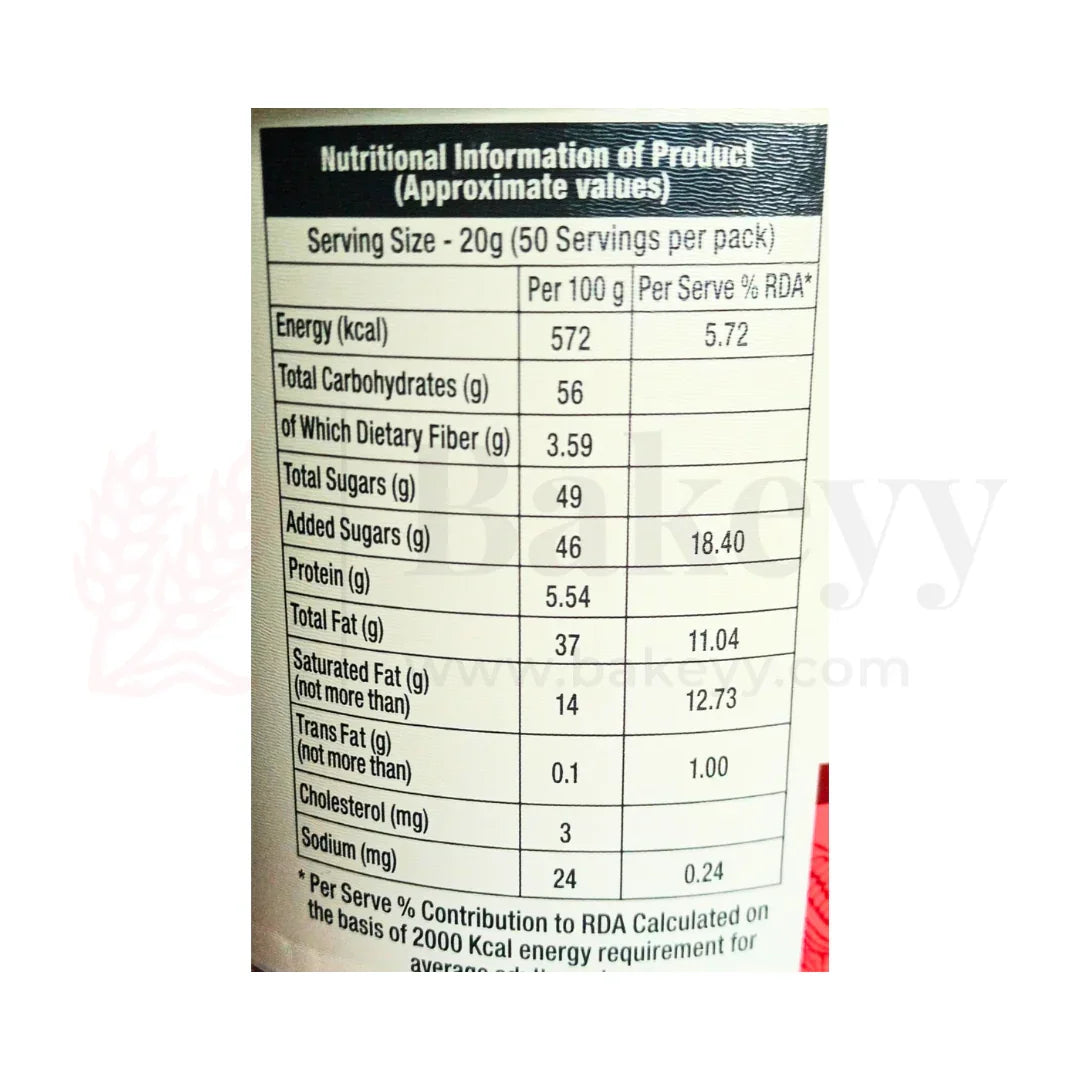 Nutritional Information of Product
(Approximate values)
Serving Size - 20g (50 Servings per pack)
Per 100 g Per Serve % RDA*
Energy (kcal) 572 5.72
Total Carbohydrates (g) 56
of Which Dietary Fiber (g) 3.59
Total Sugars (g) 49
Added Sugars (g) 46 18.40
Protein (g) 5.54
Total Fat (g) 37 11.04
Saturated Fat (g)
(not more than) 14 12.73
Trans Fat (g)
(not more than) 0.1 1.00
Cholesterol (mg) 3
Sodium (mg) 24 0.24
* Per Serve % Contribution to RDA Calculated on
the basis of 2000 Kcal energy requirement for
average
Bakeyy
www.bakeyy.com